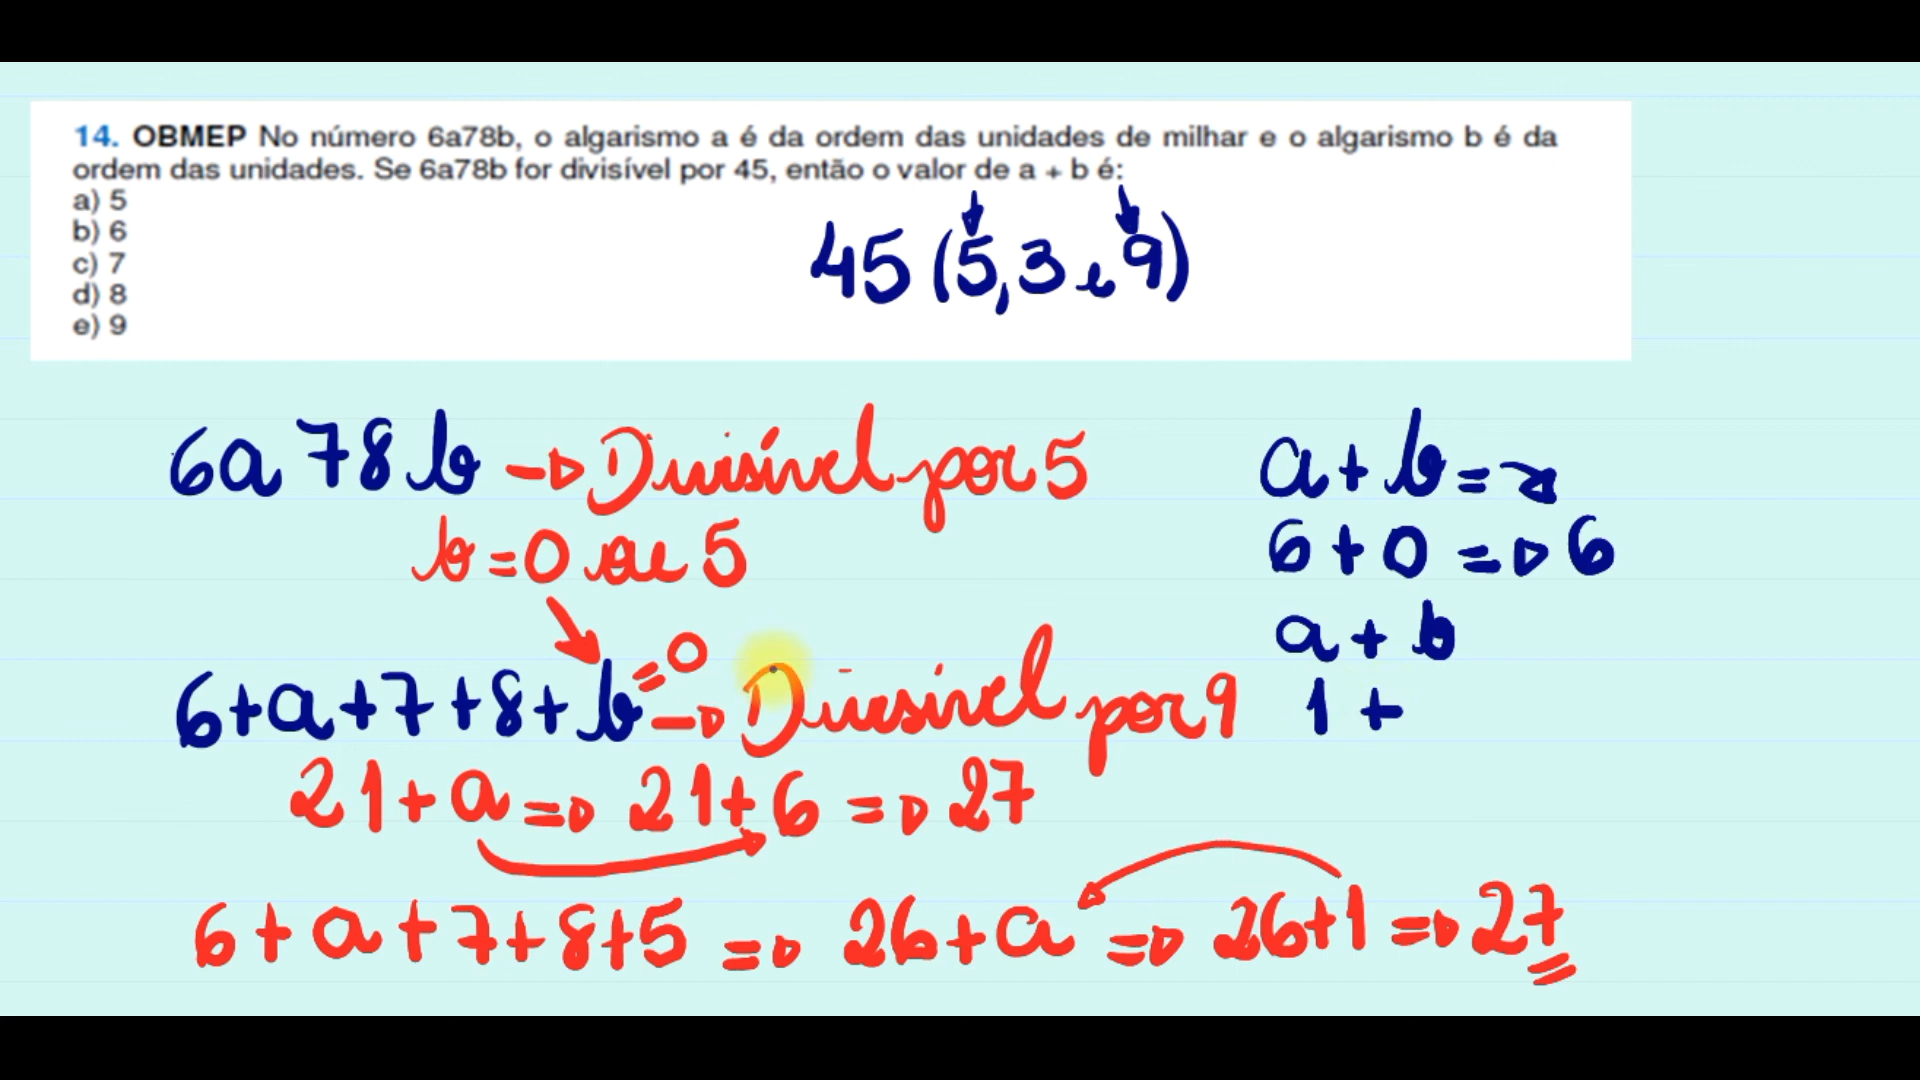 14. OBMEP No número 6a78b, o algarismo a é da ordem das unidades de milhar e o algarismo b é da
ordem das unidades. Se 6a78b for divisível por 45, então o valor de a + b é:
a) 5
b) 6
c) 7
d) 8
e) 9
45 (5, 3 e 9)
6a78b → Divisível por 5
b = 0 ou 5
6+a+7+8+b=0 → Divisível por 9
21+a ⇒ 21+6 ⇒ 27
6+a+7+8+5 ⇒ 26+a ⇒ 26+1 ⇒ 27
a + b =
6 + 0 ⇒ 6
a + b
1 +